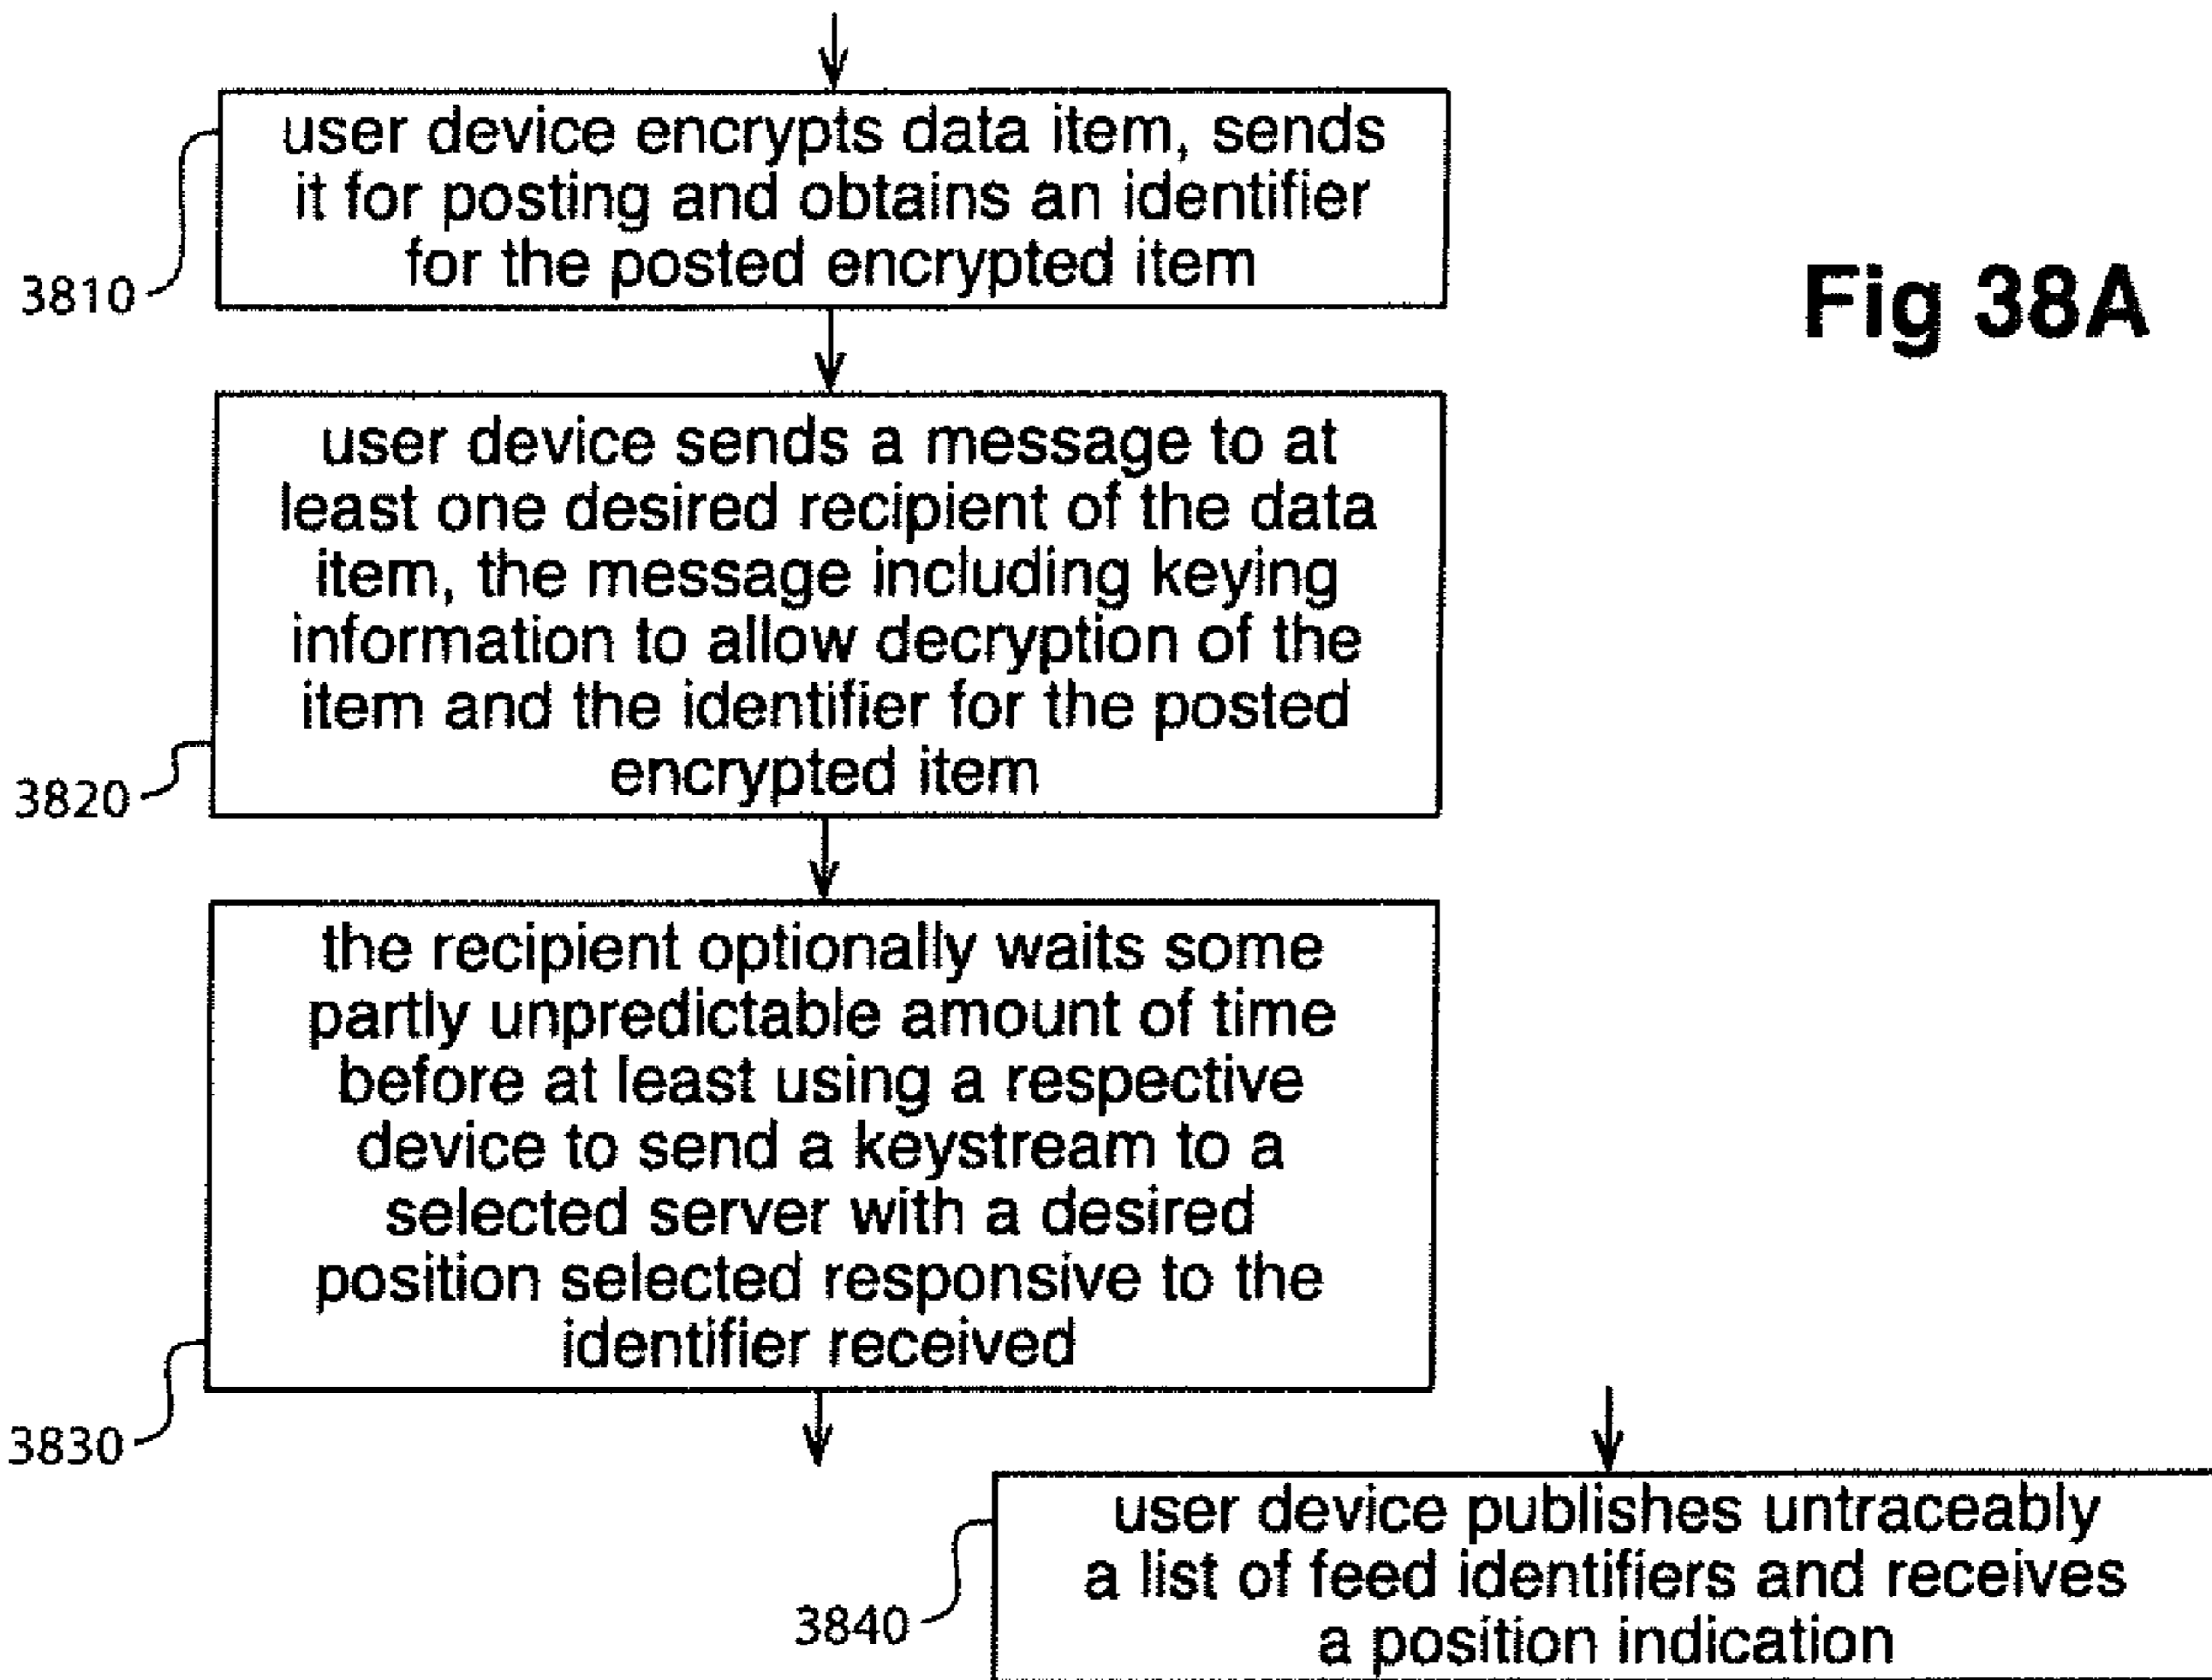 user device encrypts data item, sends
it for posting and obtains an identifier
for the posted encrypted item
3810
Fig 38A
user device sends a message to at
least one desired recipient of the data
item, the message including keying
information to allow decryption of the
item and the identifier for the posted
encrypted item
3820
the recipient optionally waits some
partly unpredictable amount of time
before at least using a respective
device to send a keystream to a
selected server with a desired
position selected responsive to the
identifier received
3830
user device publishes untraceably
a list of feed identifiers and receives
a position indication
3840